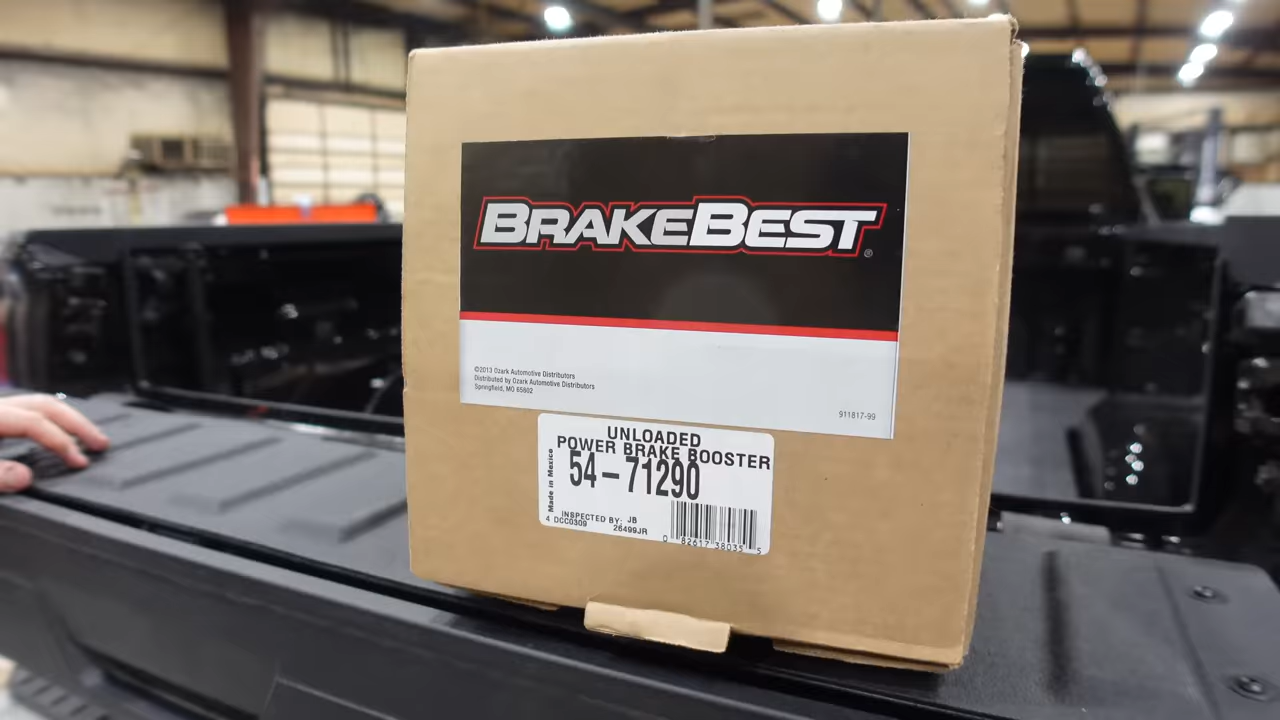 BRAKEBEST®
©2013 Ozark Automotive Distributors
Distributed by Ozark Automotive Distributors
Springfield, MO 65802
911817-99
UNLOADED
POWER BRAKE BOOSTER
54-71290
Made in Mexico
INSPECTED BY: JB
4 DCC0309 26499JR
0 82617 38035 5